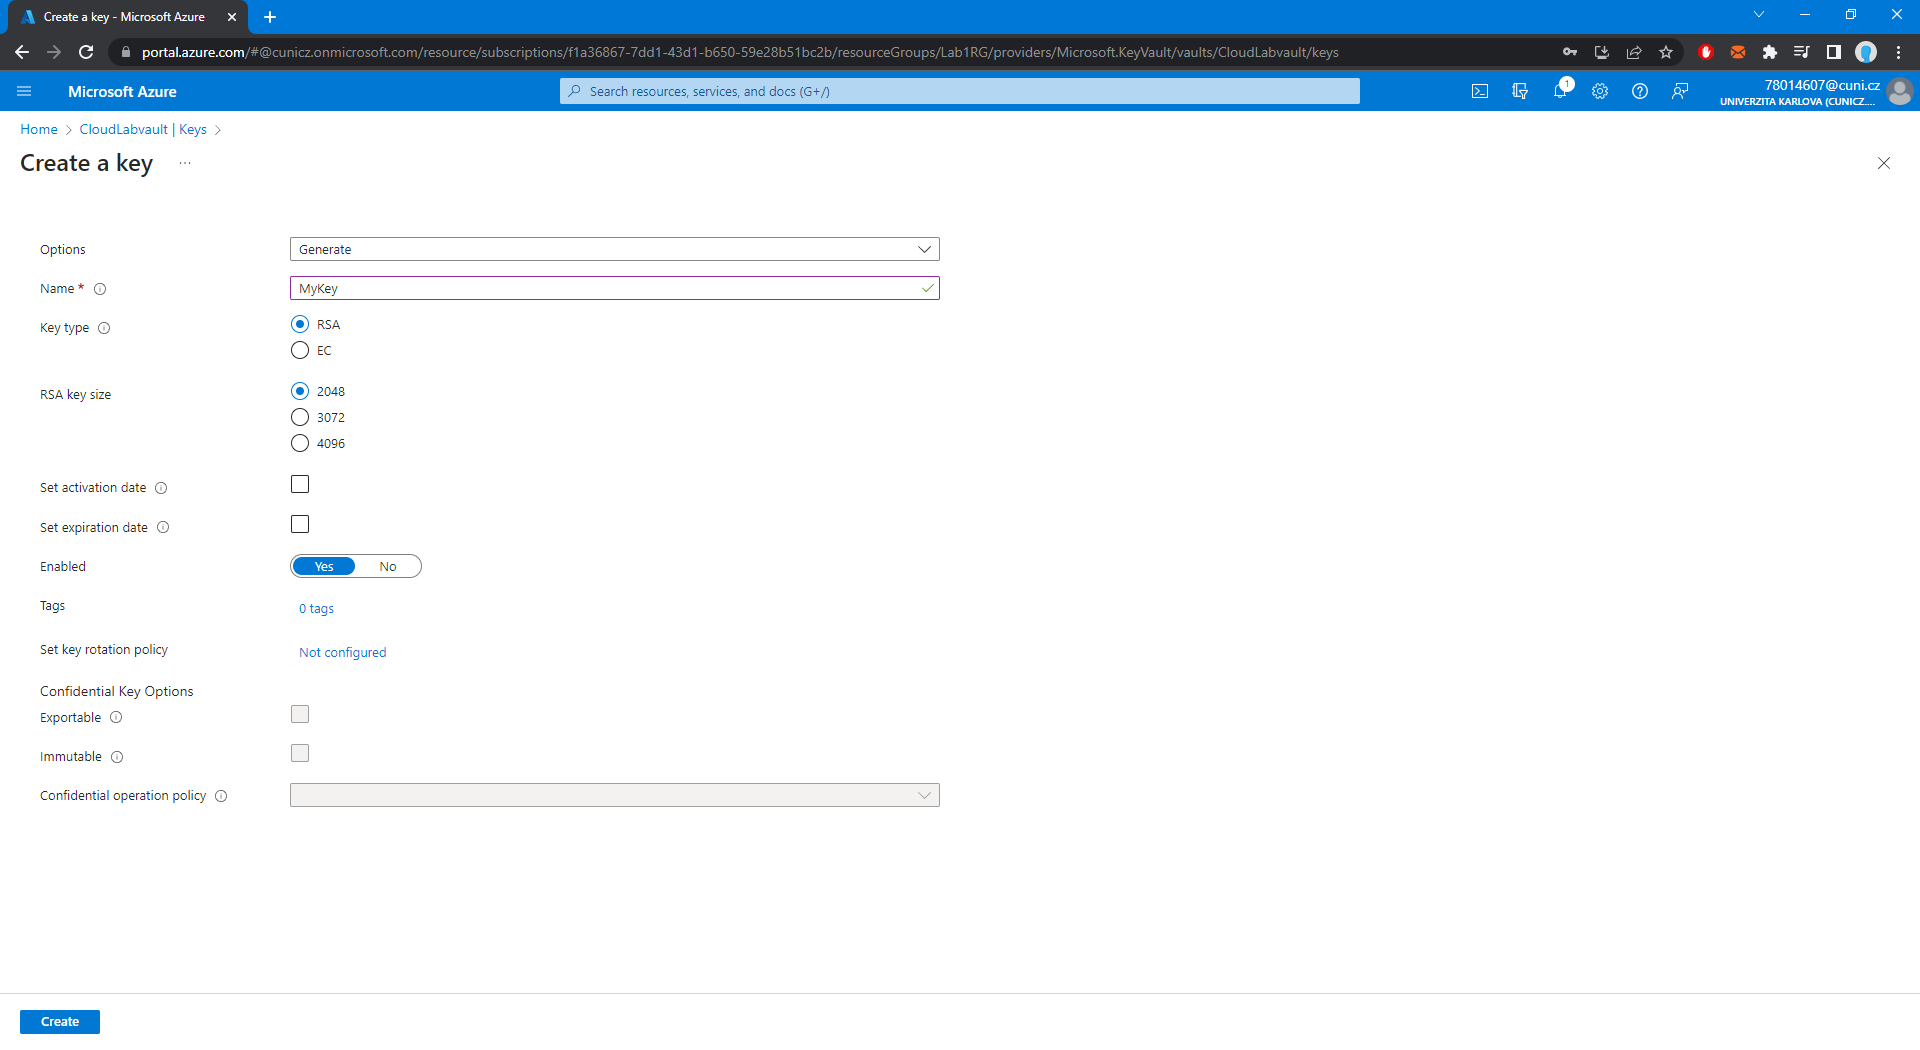 Create a key - Microsoft Azure
portal.azure.com/#@cunicz.onmicrosoft.com/resource/subscriptions/f1a36867-7dd1-43d1-b650-59e28b51bc2b/resourceGroups/Lab1RG/providers/Microsoft.KeyVault/vaults/CloudLabvault/keys
Microsoft Azure
Search resources, services, and docs (G+/)
1
78014607@cuni.cz
UNIVERZITA KARLOVA (CUNICZ....
Home > CloudLabvault | Keys >
Create a key ...
Options
Generate
Name *
MyKey
Key type
RSA
EC
RSA key size
2048
3072
4096
Set activation date
Set expiration date
Enabled
Yes No
Tags
0 tags
Set key rotation policy
Not configured
Confidential Key Options
Exportable
Immutable
Confidential operation policy
Create